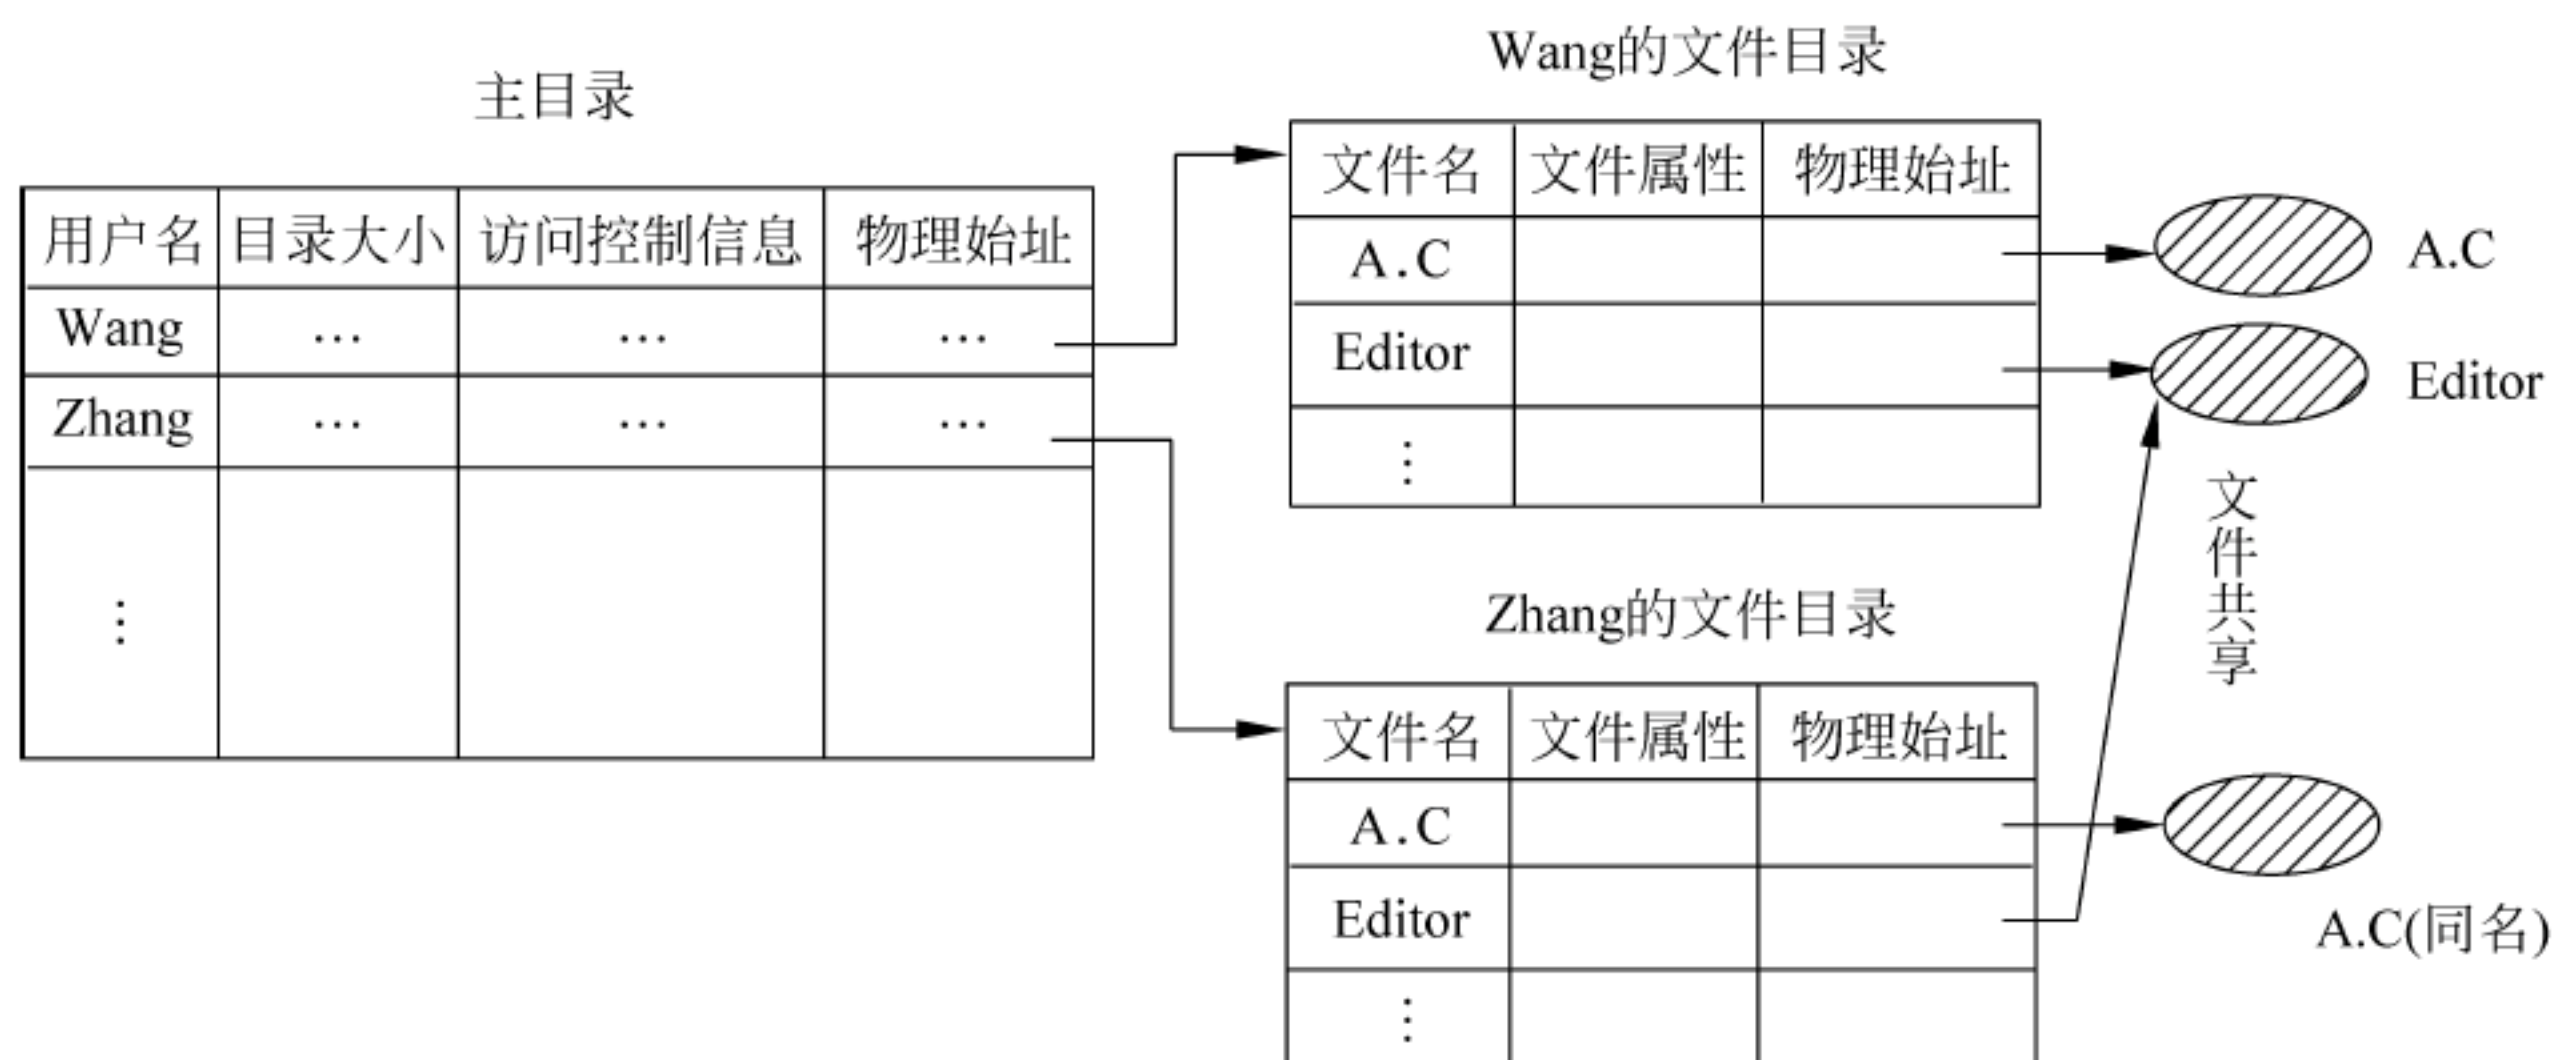 主目录
用户名 目录大小 访问控制信息 物理始址
Wang … … …
Zhang … … …
⋮
Wang的文件目录
文件名 文件属性 物理始址
A.C
Editor
⋮
A.C
Editor
文件共享
Zhang的文件目录
文件名 文件属性 物理始址
A.C
Editor
⋮
A.C(同名)